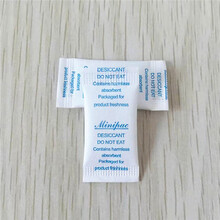 DESICCANT
DO NOT EAT
Contains harmless
absorbent
Packaged for
product freshness
Minipac
DESICCANT
DO NOT EAT
Contains harmless
absorbent
Packaged for
product freshness